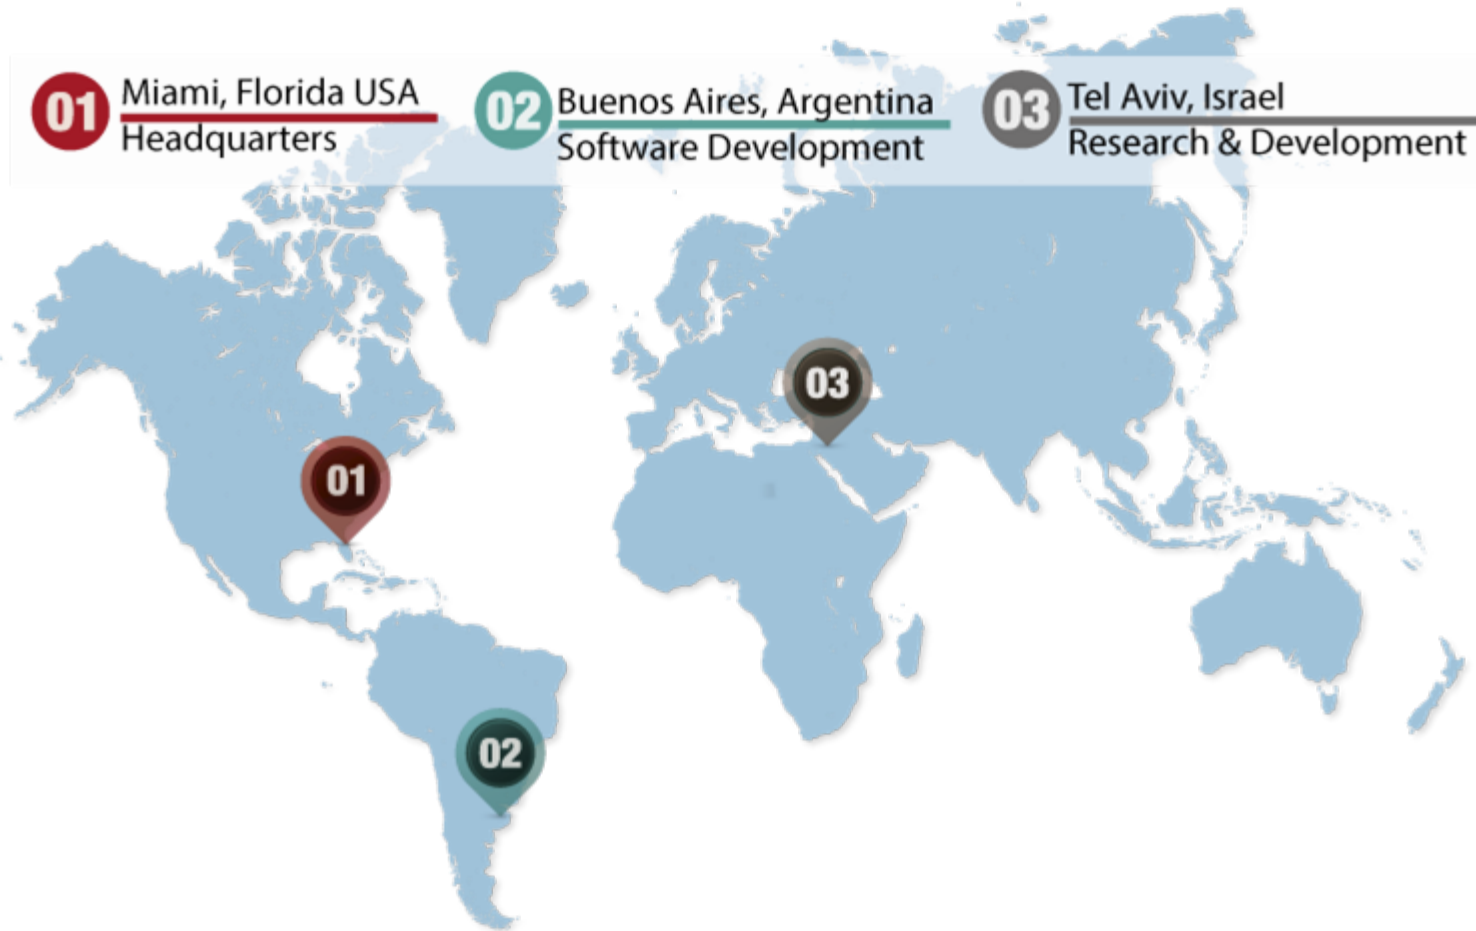 01
Miami, Florida USA
Headquarters
02
Buenos Aires, Argentina
Software Development
03
Tel Aviv, Israel
Research & Development
03
01
02